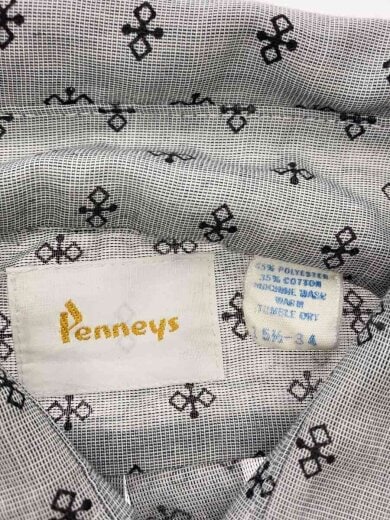 Penneys
65% POLYESTER
35% COTTON
MACHINE WASH
WARM
TUMBLE DRY
15½-34